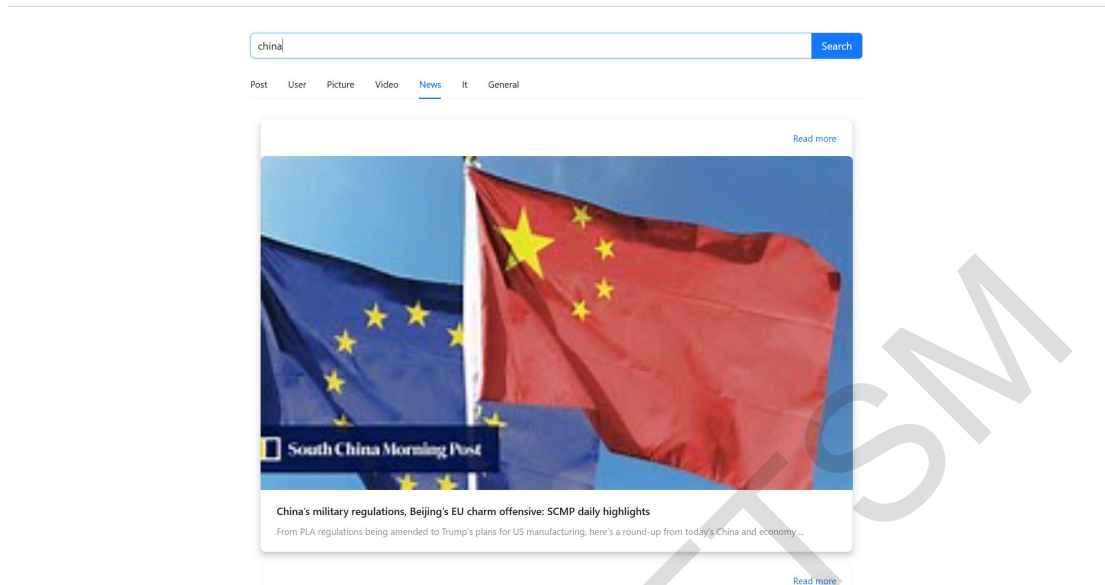 china
Search
Post User Picture Video News It General
Read more
South China Morning Post
China's military regulations, Beijing's EU charm offensive: SCMP daily highlights
From PLA regulations being amended to Trump's plans for US manufacturing, here's a round-up from today's China and economy ...
Read more
TSM